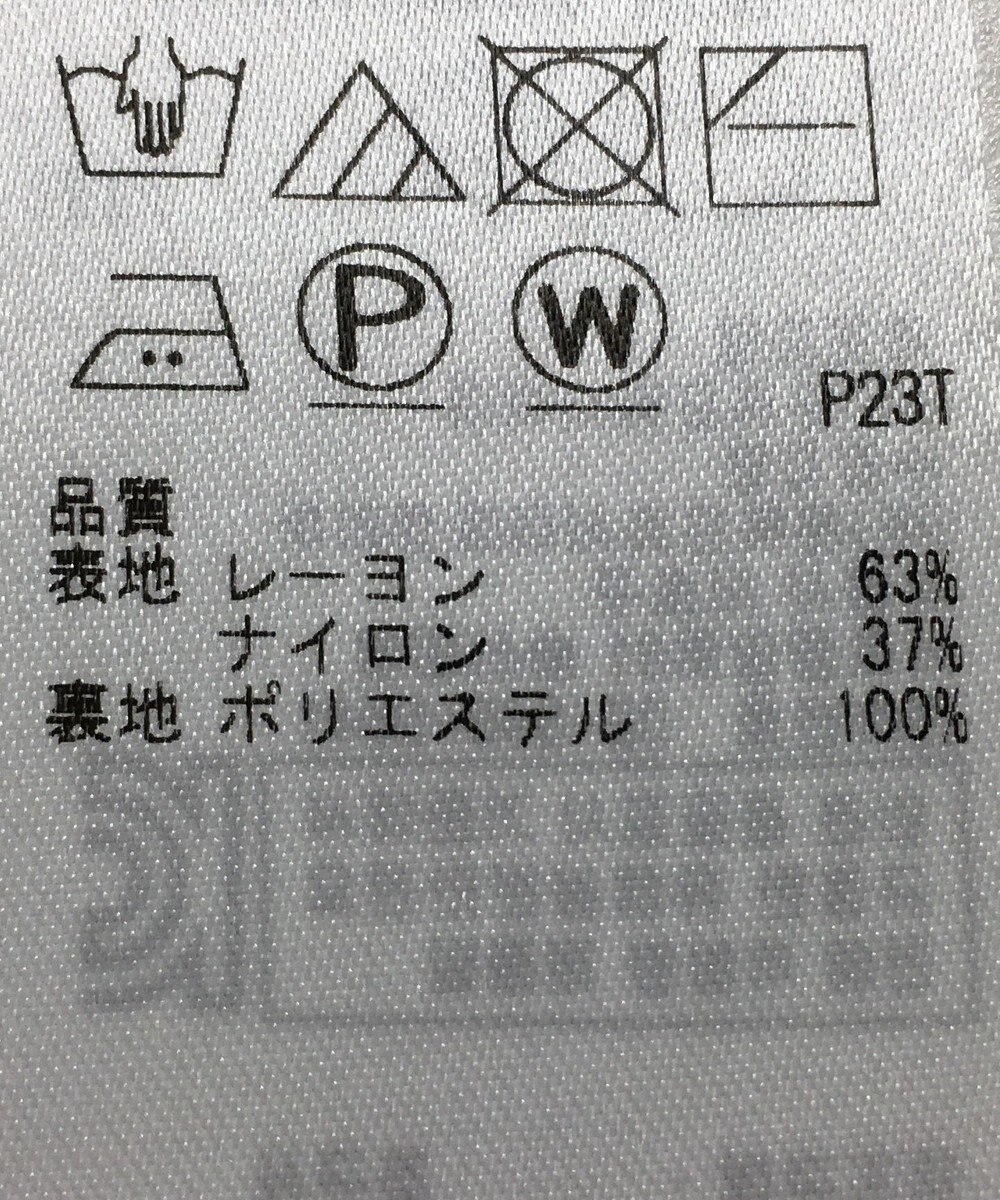 P W
P23T
品質
表地 レーヨン 63%
ナイロン 37%
裏地 ポリエステル 100%